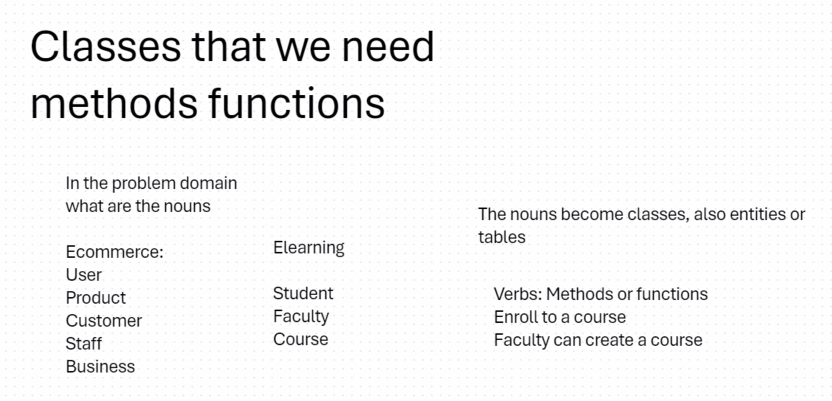 Classes that we need
methods functions
In the problem domain
what are the nouns
Ecommerce:
User
Product
Customer
Staff
Business
Elearning
Student
Faculty
Course
The nouns become classes, also entities or
tables
Verbs: Methods or functions
Enroll to a course
Faculty can create a course